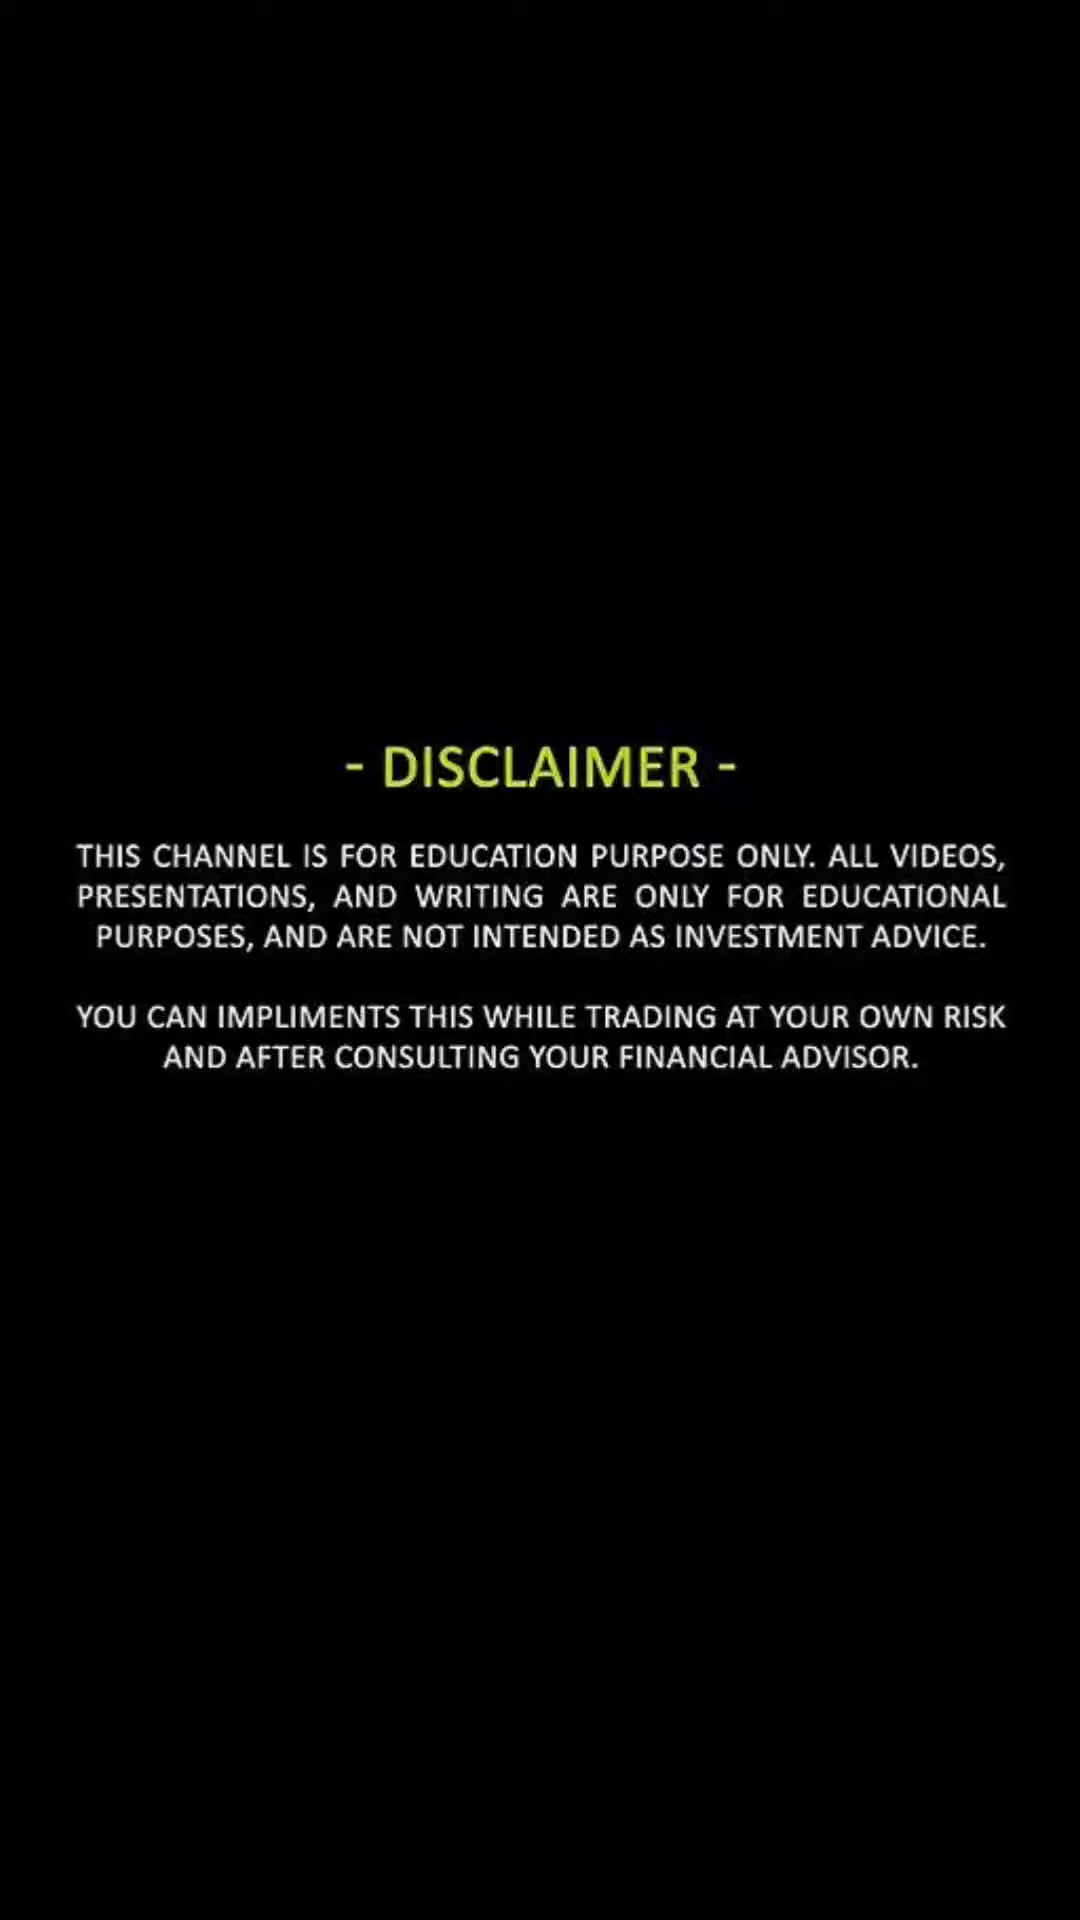 - DISCLAIMER -
THIS CHANNEL IS FOR EDUCATION PURPOSE ONLY. ALL VIDEOS,
PRESENTATIONS, AND WRITING ARE ONLY FOR EDUCATIONAL
PURPOSES, AND ARE NOT INTENDED AS INVESTMENT ADVICE.
YOU CAN IMPLIMENTS THIS WHILE TRADING AT YOUR OWN RISK
AND AFTER CONSULTING YOUR FINANCIAL ADVISOR.